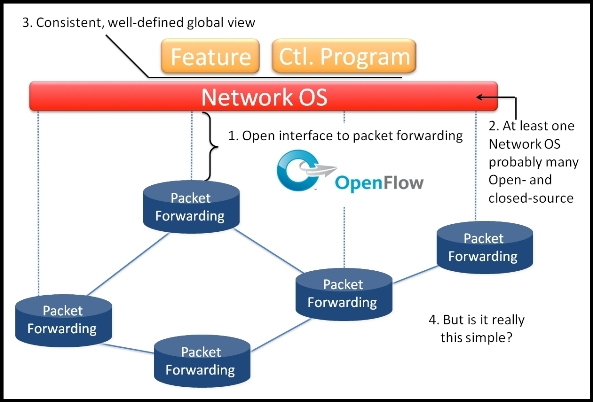 3. Consistent, well-defined global view
Feature
Ctl. Program
Network OS
1. Open interface to packet forwarding
2. At least one
Network OS
probably many
Open- and
closed-source
OpenFlow
Packet
Forwarding
Packet
Forwarding
Packet
Forwarding
Packet
Forwarding
Packet
Forwarding
4. But is it really
this simple?